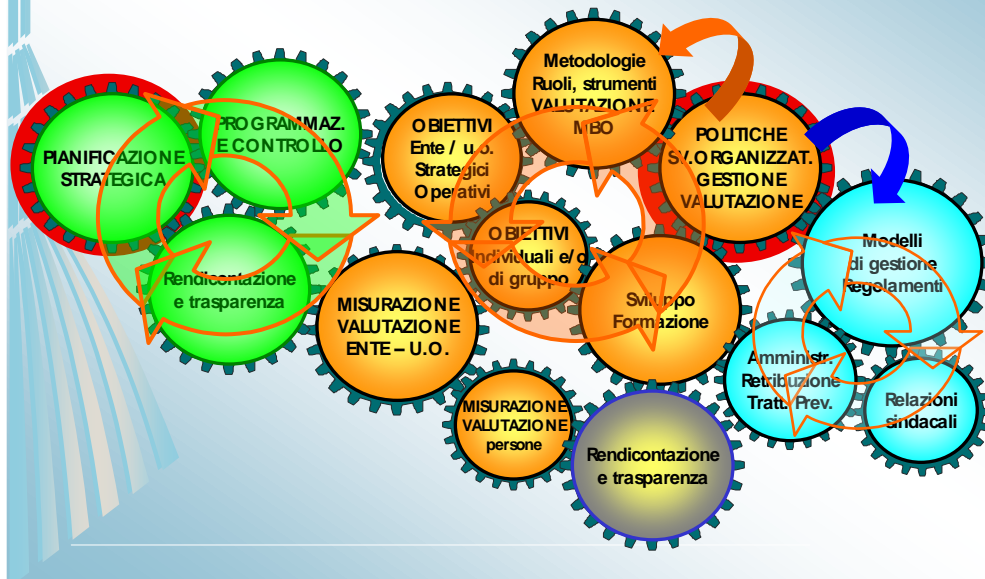 PIANIFICAZIONE
STRATEGICA
PROGRAMMAZ.
E CONTROLLO
Rendicontazione
e trasparenza
OBIETTIVI
Ente / u.o.
Strategici
Operativi
Metodologie
Ruoli, strumenti
VALUTAZIONE
MBO
POLITICHE
SV.ORGANIZZAT.
GESTIONE
VALUTAZIONE
OBIETTIVI
individuali e/o
di gruppo
MISURAZIONE
VALUTAZIONE
ENTE – U.O.
Sviluppo
Formazione
MISURAZIONE
VALUTAZIONE
persone
Rendicontazione
e trasparenza
Modelli
di gestione
Regolamenti
Amministr.
Retribuzione
Tratt. Prev.
Relazioni
sindacali